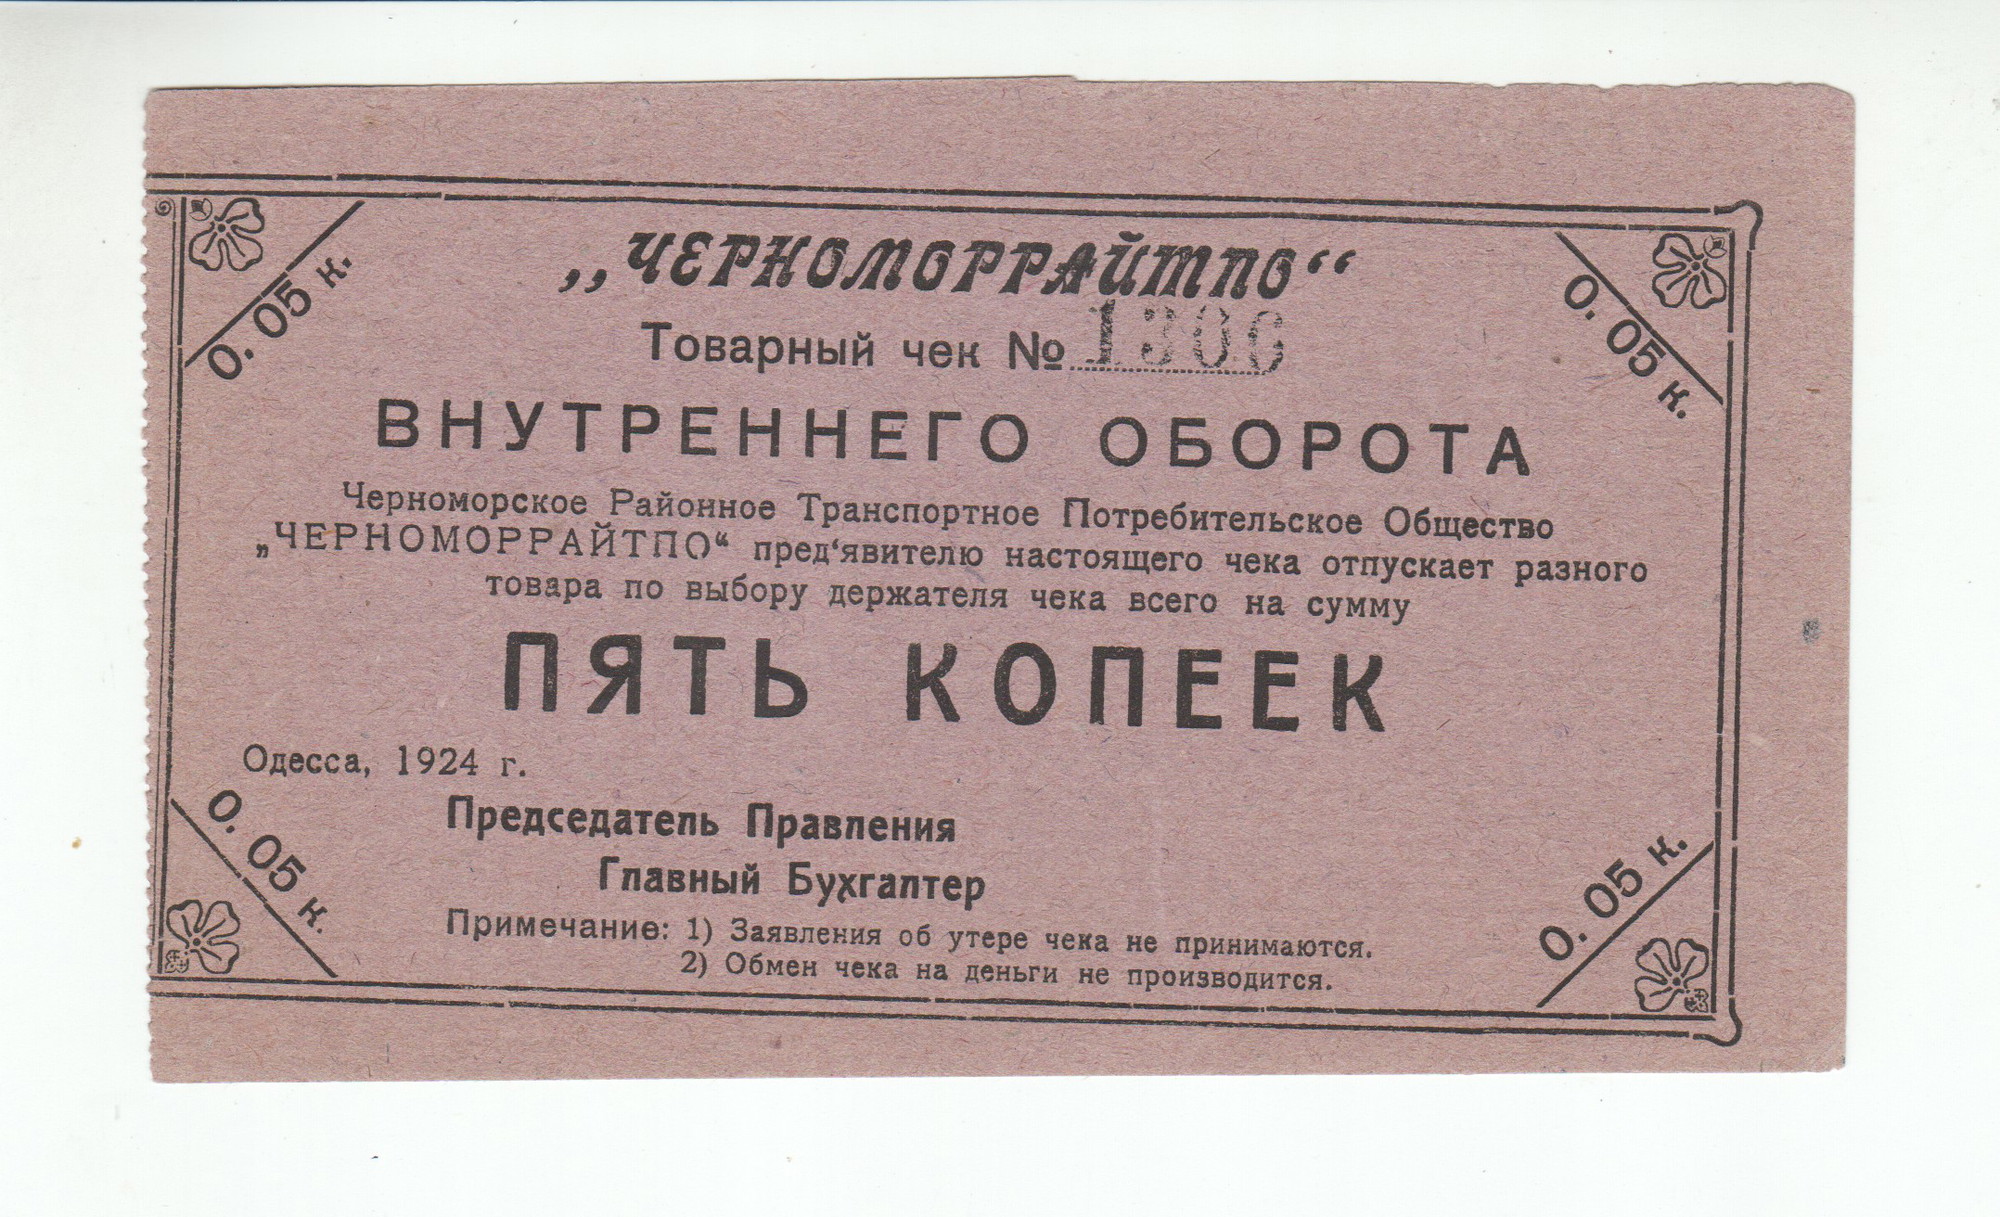 0. 05 к.
0. 05 к.
„ЧЕРНОМОРРАЙТПО“
Товарный чек №
ВНУТРЕННЕГО ОБОРОТА
Черноморское Районное Транспортное Потребительское Общество
„ЧЕРНОМОРРАЙТПО“ пред‘явителю настоящего чека отпускает разного
товара по выбору держателя чека всего на сумму
ПЯТЬ КОПЕЕК
Одесса, 1924 г.
Председатель Правления
Главный Бухгалтер
Примечание: 1) Заявления об утере чека не принимаются.
2) Обмен чека на деньги не производится.
0. 05 к.
0. 05 к.